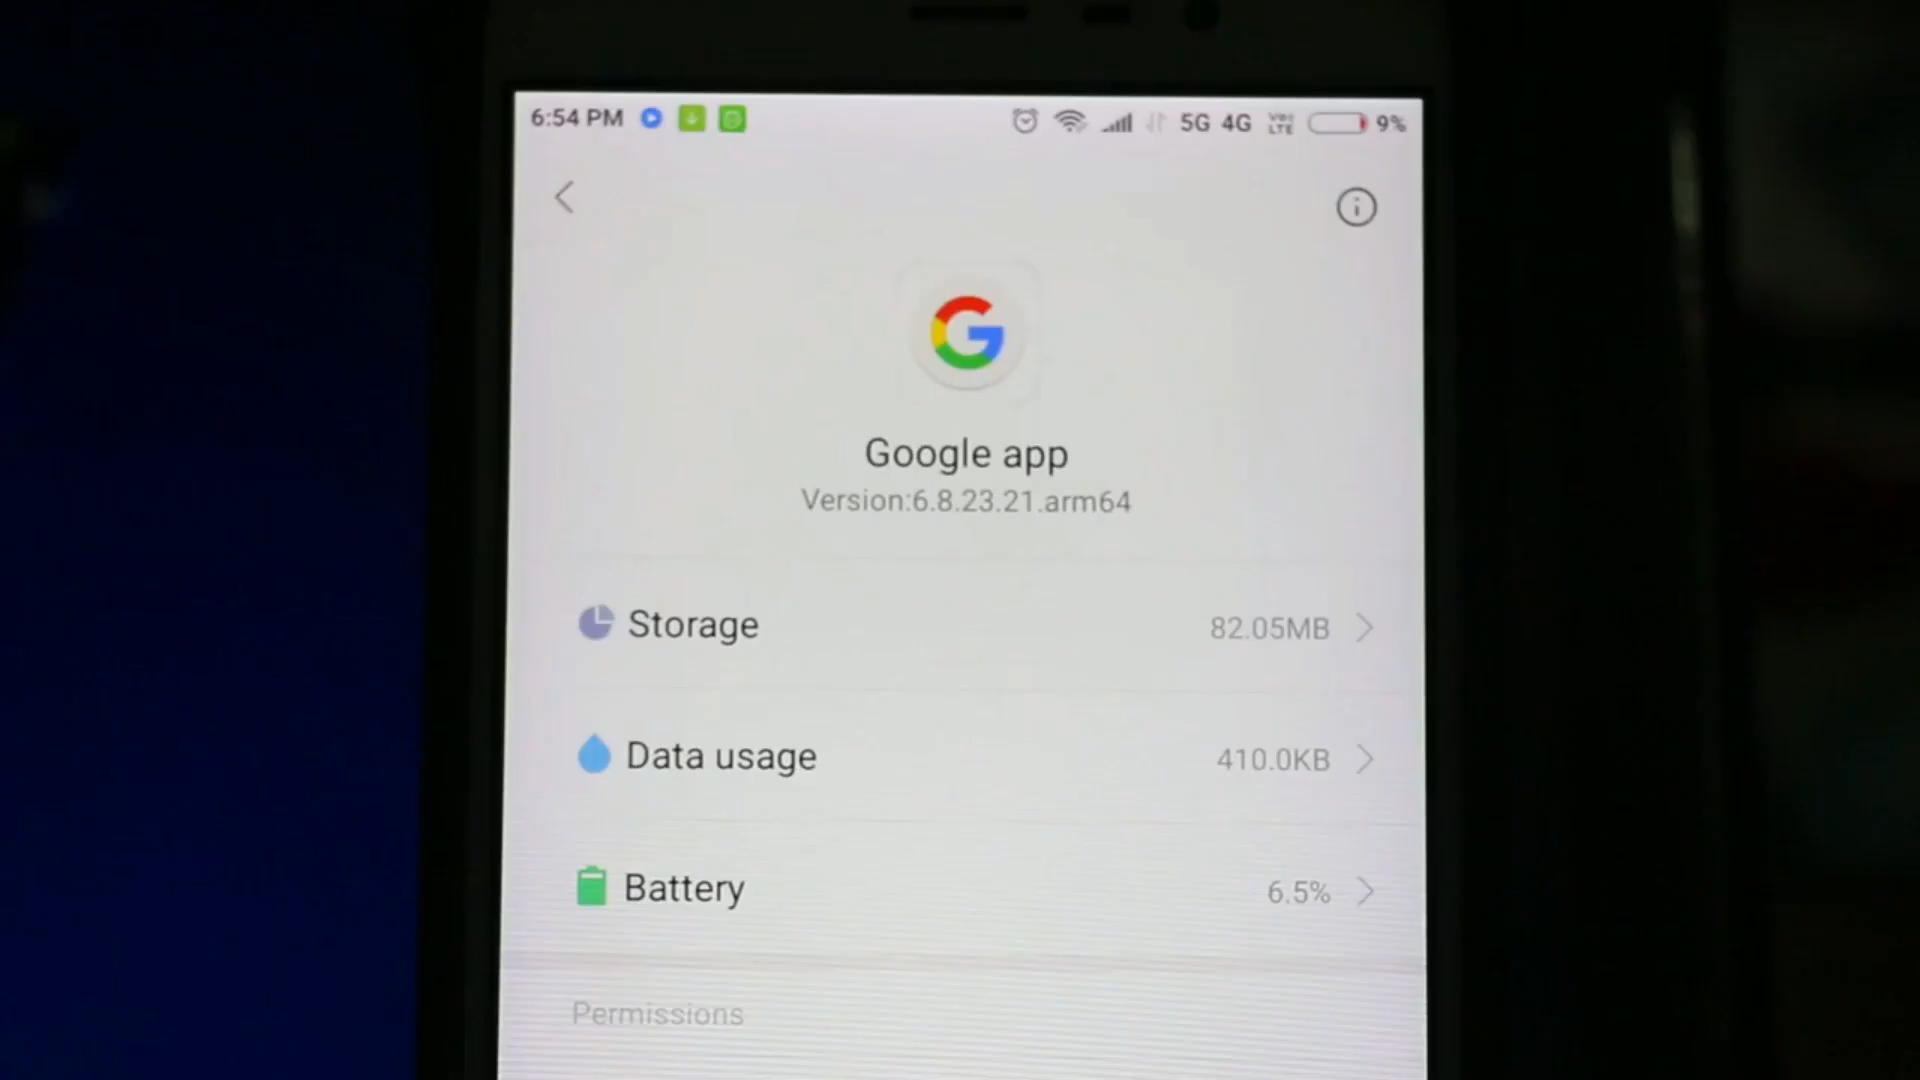 6:54 PM 5G 4G VoLTE 9%
Google app
Version:6.8.23.21.arm64
Storage 82.05MB
Data usage 410.0KB
Battery 6.5%
Permissions